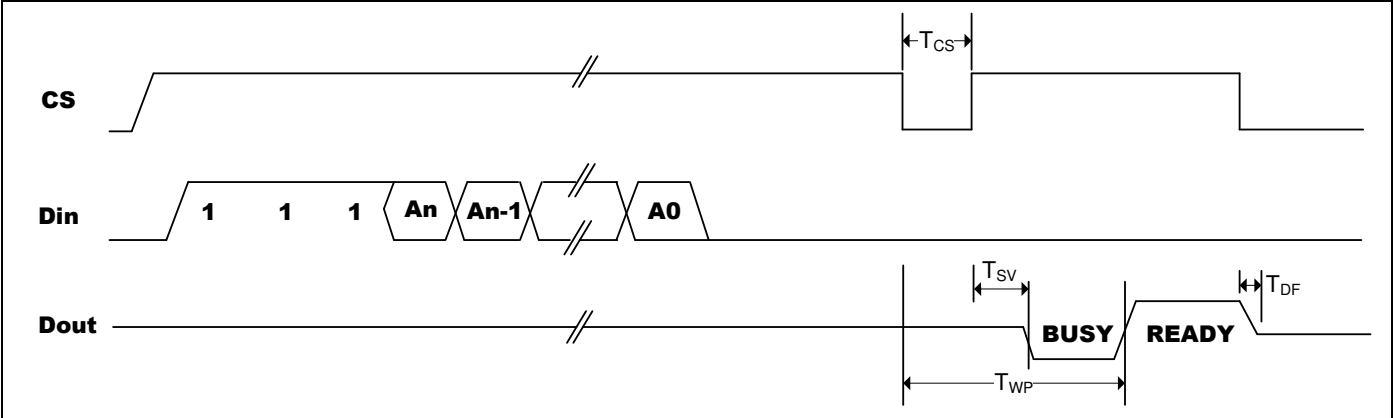 TCS
CS
Din 1 1 1 An An-1 A0
TSV
TDF
Dout BUSY READY
TWP